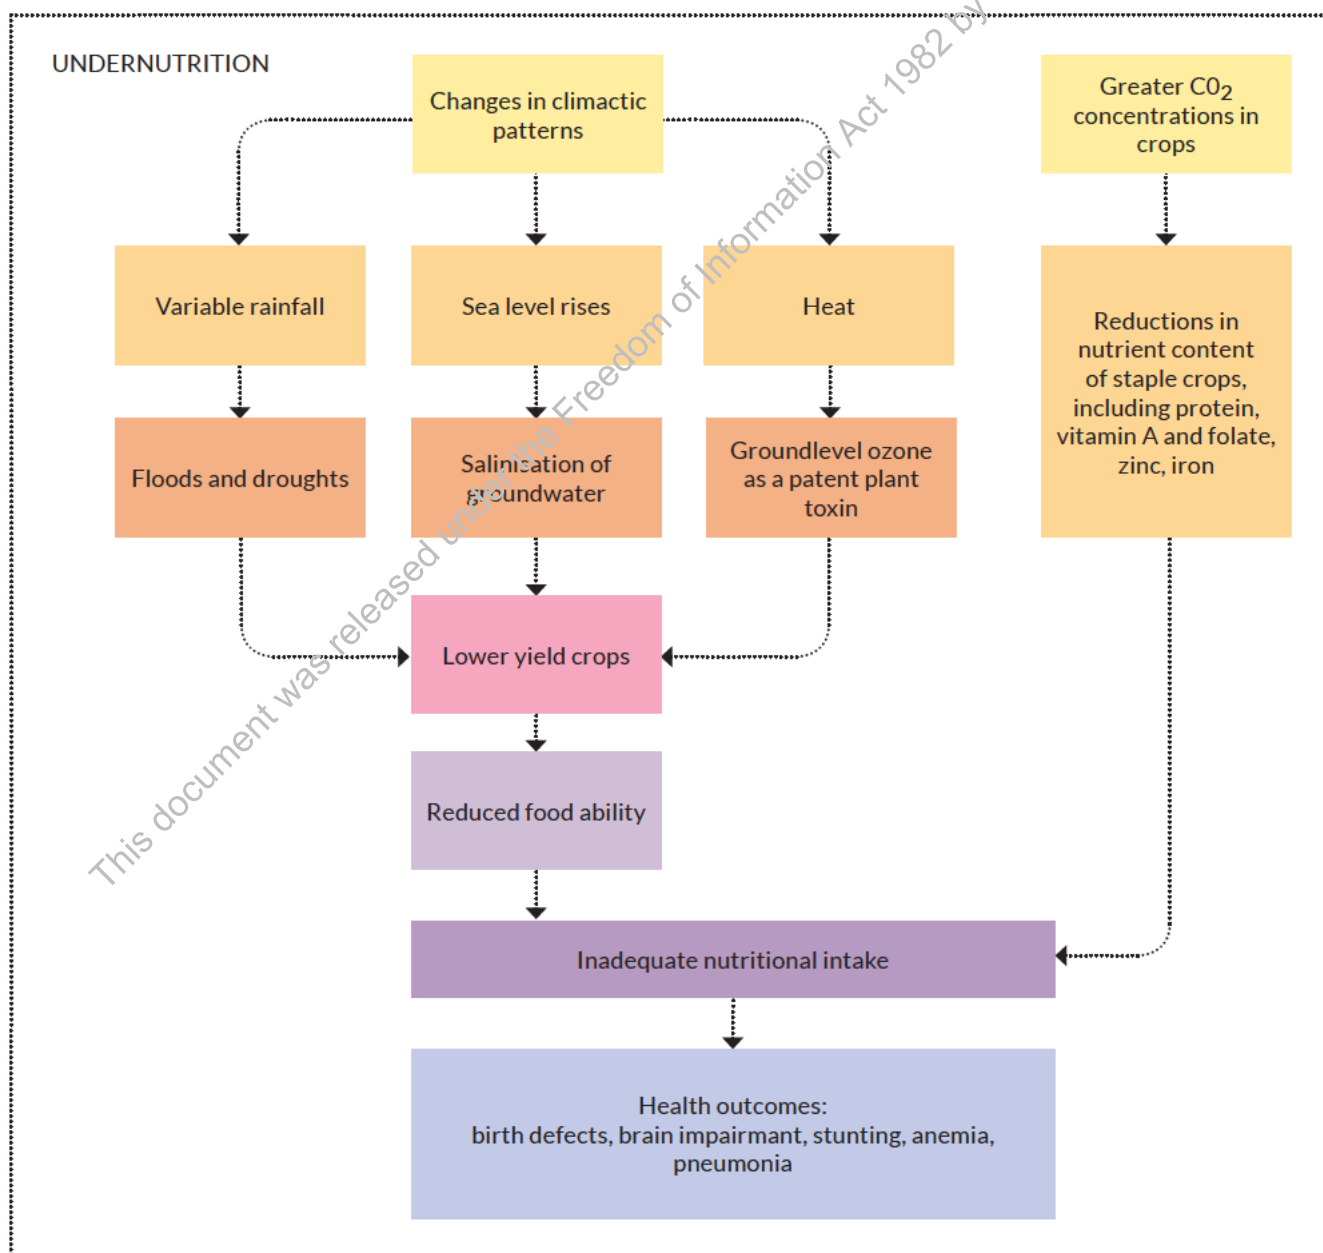 UNDERNUTRITION
Changes in climactic
patterns
Greater C0₂
concentrations in
crops
Variable rainfall
Sea level rises
Heat
Reductions in
nutrient content
of staple crops,
including protein,
vitamin A and folate,
zinc, iron
Floods and droughts
Salinisation of
groundwater
Groundlevel ozone
as a patent plant
toxin
Lower yield crops
Reduced food ability
Inadequate nutritional intake
Health outcomes:
birth defects, brain impairmant, stunting, anemia,
pneumonia
This document was released under the Freedom of Information Act 1982 by